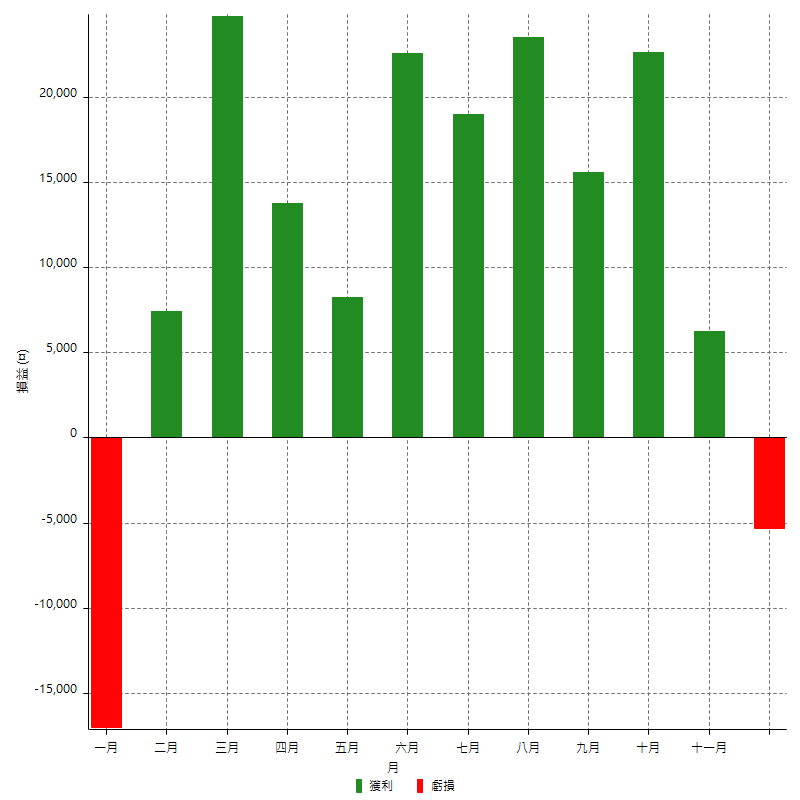 20,000
15,000
10,000
5,000
0
-5,000
-10,000
-15,000
損益 (¤)
一月 二月 三月 四月 五月 六月 七月 八月 九月 十月 十一月
月
獲利 虧損